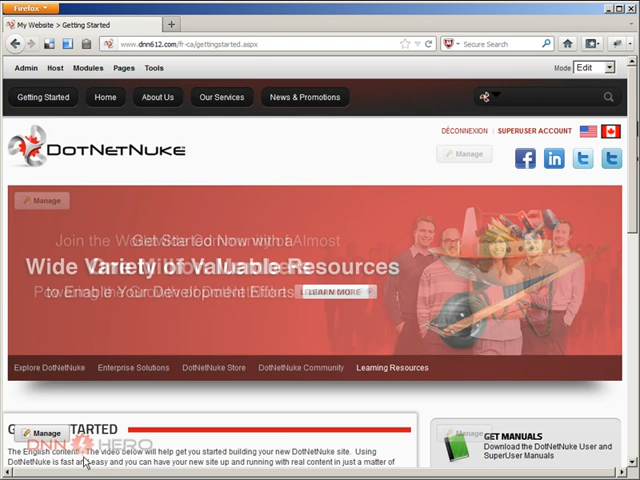 Firefox
My Website > Getting Started
www.dnn612.com/fr-ca/gettingstarted.aspx
Secure Search
Admin Host Modules Pages Tools
Mode Edit
Getting Started Home About Us Our Services News & Promotions
DÉCONNEXION | SUPERUSER ACCOUNT
DOTNETNUKE
Manage
Manage
Get Started Now with a
Wide Variety of Valuable Resources
to Enable Your Development Efforts
LEARN MORE
Explore DotNetNuke Enterprise Solutions DotNetNuke Store DotNetNuke Community Learning Resources
Manage
STARTED
Manage
GET MANUALS
Download the DotNetNuke User and
SuperUser Manuals
DNN HERO
The English content! - The video below will help get you started building your new DotNetNuke site. Using
DotNetNuke is fast and easy and you can have your new site up and running with real content in just a matter of